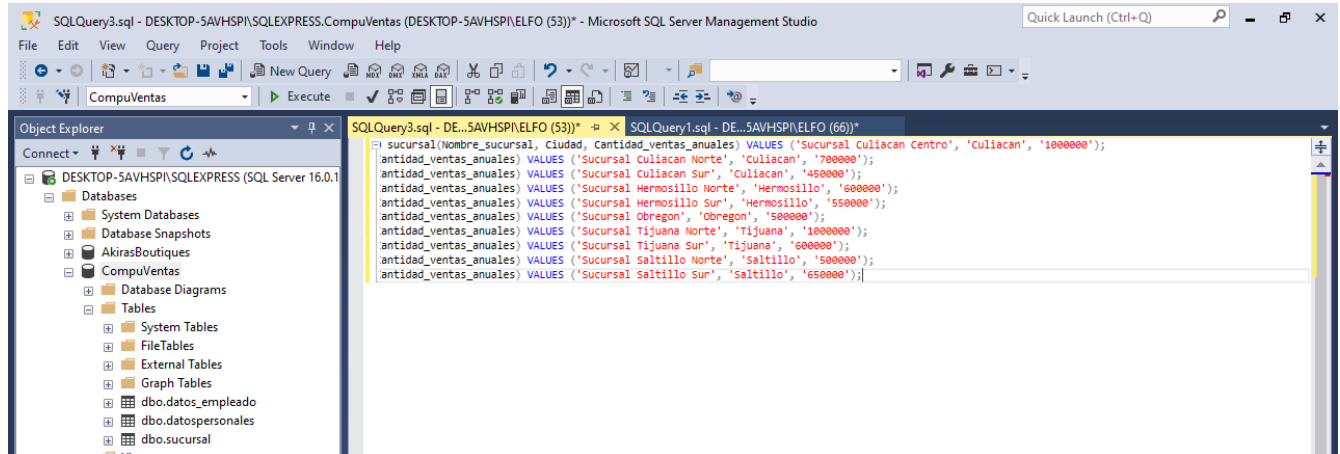 SQLQuery3.sql - DESKTOP-5AVHSPI\SQLEXPRESS.CompuVentas (DESKTOP-5AVHSPI\ELFO (53))* - Microsoft SQL Server Management Studio
Quick Launch (Ctrl+Q)
File Edit View Query Project Tools Window Help
New Query MDX DMX XMLA DAX
CompuVentas Execute
Object Explorer
SQLQuery3.sql - DE...5AVHSPI\ELFO (53))* SQLQuery1.sql - DE...5AVHSPI\ELFO (66))*
Connect
DESKTOP-5AVHSPI\SQLEXPRESS (SQL Server 16.0.1
Databases
System Databases
Database Snapshots
AkirasBoutiques
CompuVentas
Database Diagrams
Tables
System Tables
FileTables
External Tables
Graph Tables
dbo.datos_empleado
dbo.datospersonales
dbo.sucursal
sucursal(Nombre_sucursal, Ciudad, Cantidad_ventas_anuales) VALUES ('Sucursal Culiacan Centro', 'Culiacan', '1000000');
antidad_ventas_anuales) VALUES ('Sucursal Culiacan Norte', 'Culiacan', '700000');
antidad_ventas_anuales) VALUES ('Sucursal Culiacan Sur', 'Culiacan', '450000');
antidad_ventas_anuales) VALUES ('Sucursal Hermosillo Norte', 'Hermosillo', '600000');
antidad_ventas_anuales) VALUES ('Sucursal Hermosillo Sur', 'Hermosillo', '550000');
antidad_ventas_anuales) VALUES ('Sucursal Obregon', 'Obregon', '500000');
antidad_ventas_anuales) VALUES ('Sucursal Tijuana Norte', 'Tijuana', '1000000');
antidad_ventas_anuales) VALUES ('Sucursal Tijuana Sur', 'Tijuana', '600000');
antidad_ventas_anuales) VALUES ('Sucursal Saltillo Norte', 'Saltillo', '500000');
antidad_ventas_anuales) VALUES ('Sucursal Saltillo Sur', 'Saltillo', '650000');